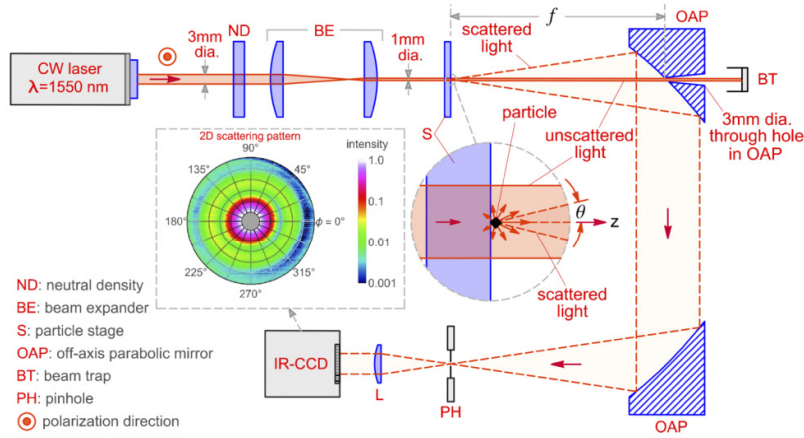 CW laser
λ=1550 nm
3mm
dia.
ND
BE
1mm
dia.
f
scattered
light
OAP
BT
3mm dia.
through hole
in OAP
S
particle
unscattered
light
θ
z
scattered
light
2D scattering pattern
90°
135°
45°
180°
ϕ = 0°
225°
315°
270°
intensity
1.0
0.1
0.01
0.001
ND: neutral density
BE: beam expander
S: particle stage
OAP: off-axis parabolic mirror
BT: beam trap
PH: pinhole
polarization direction
IR-CCD
L
PH
OAP